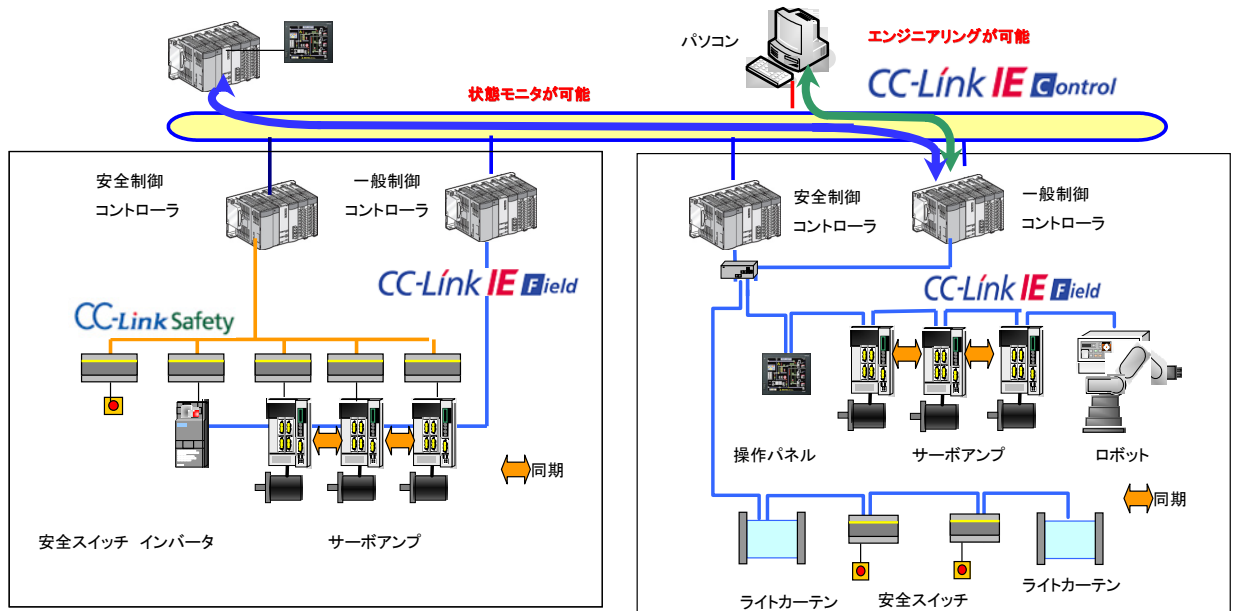 パソコン
エンジニアリングが可能
CC-Link IE Control
状態モニタが可能
安全制御
コントローラ
一般制御
コントローラ
安全制御
コントローラ
一般制御
コントローラ
CC-Link IE Field
CC-Link Safety
同期
安全スイッチ インバータ
サーボアンプ
CC-Link IE Field
操作パネル
サーボアンプ
ロボット
同期
ライトカーテン
安全スイッチ
ライトカーテン